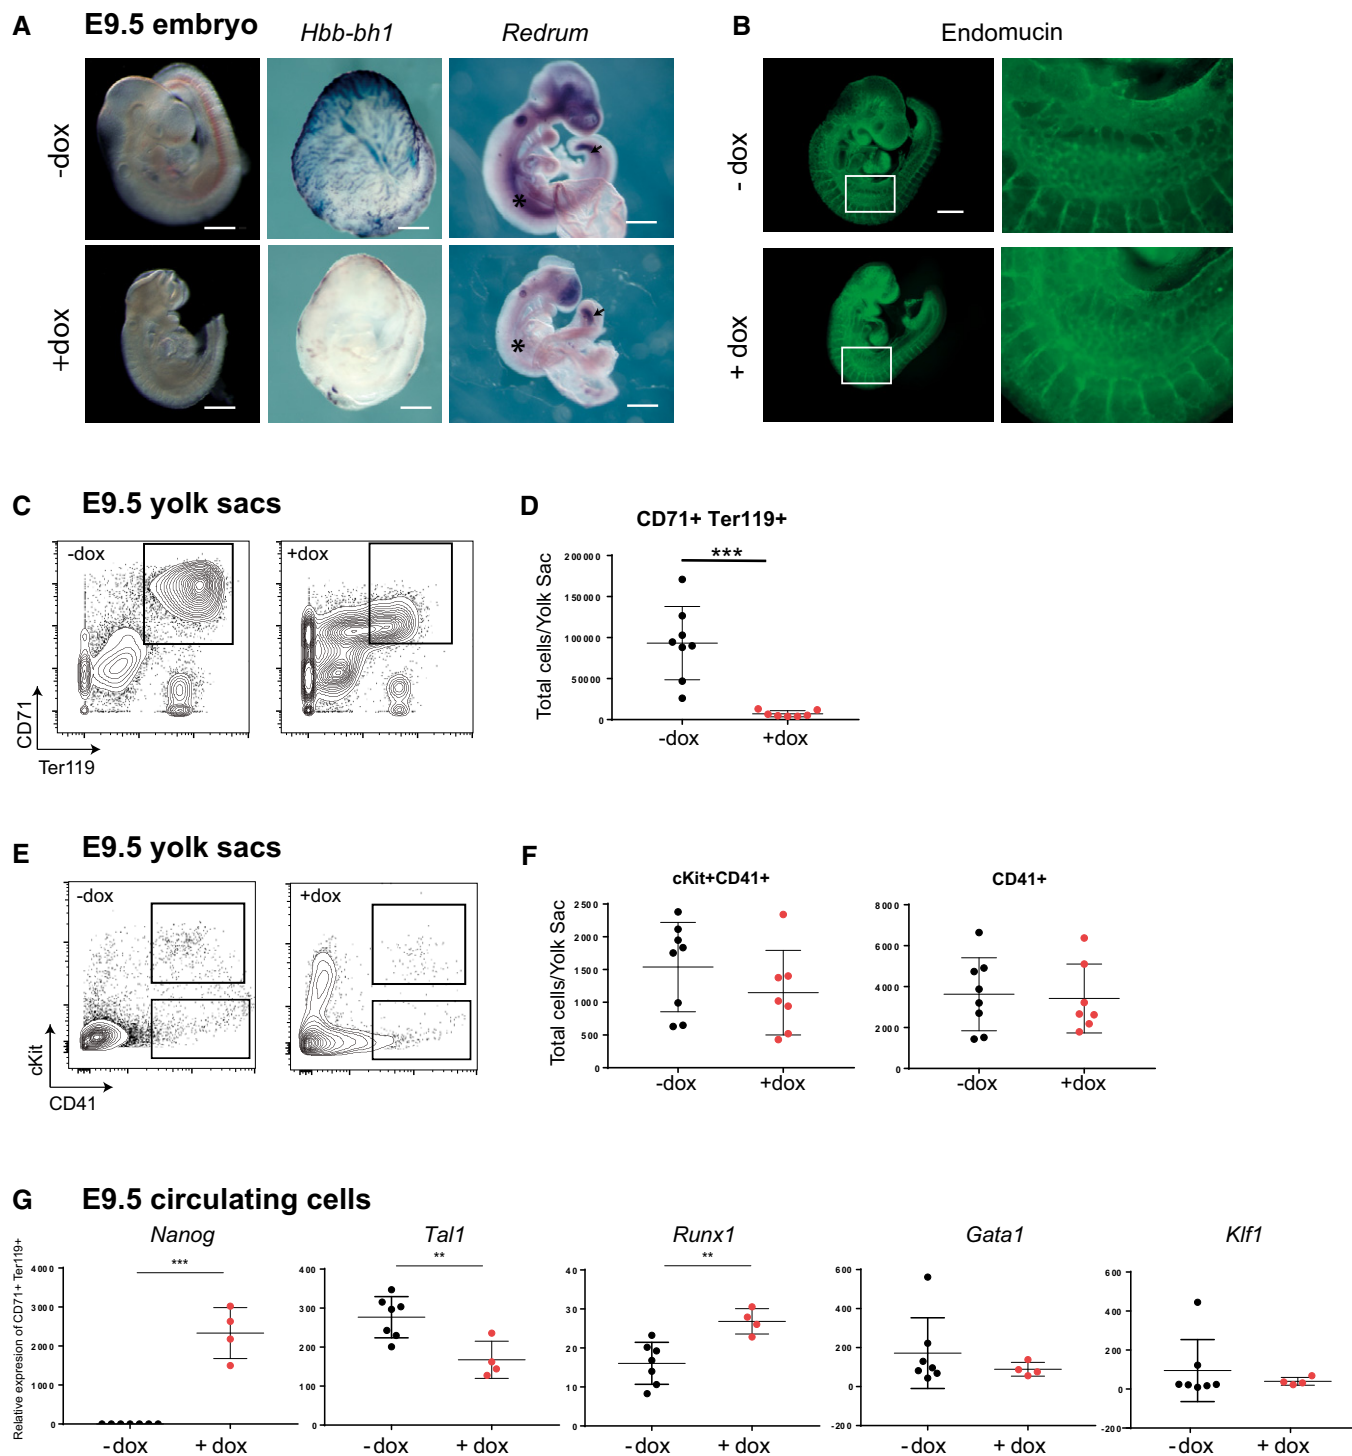 A E9.5 embryo Hbb-bh1 Redrum
-dox
+dox
*
*
B Endomucin
- dox
+ dox
C E9.5 yolk sacs
-dox
+dox
CD71
Ter119
D
CD71+ Ter119+
Total cells/Yolk Sac
***
200000
150000
100000
50000
0
-dox +dox
E E9.5 yolk sacs
-dox
+dox
cKit
CD41
F
cKit+CD41+
Total cells/Yolk Sac
2500
2000
1500
1000
500
0
-dox +dox
CD41+
8000
6000
4000
2000
0
-dox +dox
G E9.5 circulating cells
Relative expression of CD71+ Ter119+
Nanog
***
4000
3000
2000
1000
0
-dox + dox
Tal1
**
400
300
200
100
0
-dox + dox
Runx1
**
40
30
20
10
0
-dox + dox
Gata1
600
400
200
0
-200
-dox + dox
Klf1
600
400
200
0
-200
-dox + dox